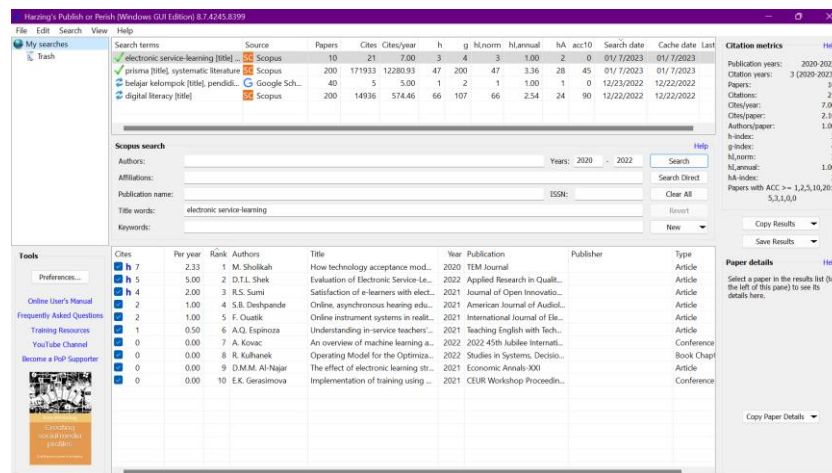 Harzing's Publish or Perish (Windows GUI Edition) 8.7.4245.8399
File Edit Search View Help
My searches
Trash
Search terms Source Papers Cites Cites/year h g hI,norm hI,annual hA acc10 Search date Cache date Last
electronic service-learning [title] ... SC Scopus 10 21 7.00 3 4 3 1.00 2 0 01/ 7/2023 01/ 7/2023
prisma [title], systematic literature SC Scopus 200 171933 12280.93 47 200 47 3.36 28 45 01/ 7/2023 01/ 7/2023
belajar kelompok [title], pendidi... G Google Sch... 40 5 5.00 1 2 1 1.00 1 0 12/23/2022 12/22/2022
digital literacy [title] SC Scopus 200 14936 574.46 66 107 66 2.54 24 90 12/22/2022 12/22/2022
Scopus search Help
Authors: Years: 2020 - 2022 Search
Affiliations: Search Direct
Publication name: ISSN: Clear All
Title words: electronic service-learning Revert
Keywords: New
Cites Per year Rank Authors Title Year Publication Publisher Type
h 7 2.33 1 M. Sholikah How technology acceptance mod... 2020 TEM Journal Article
h 5 5.00 2 D.T.L. Shek Evaluation of Electronic Service-Le... 2022 Applied Research in Qualit... Article
h 4 2.00 3 R.S. Sumi Satisfaction of e-learners with elect... 2021 Journal of Open Innovatio... Article
2 1.00 4 S.B. Deshpande Online, asynchronous hearing edu... 2021 American Journal of Audiol... Article
2 1.00 5 F. Ouatik Online instrument systems in realit... 2021 International Journal of Ele... Article
1 0.50 6 A.Q. Espinoza Understanding in-service teachers'... 2021 Teaching English with Tech... Article
0 0.00 7 A. Kovac An overview of machine learning a... 2022 2022 45th Jubilee Internati... Conference
0 0.00 8 R. Kulhanek Operating Model for the Optimiza... 2022 Studies in Systems, Decisio... Book Chapt
0 0.00 9 D.M.M. Al-Najar The effect of electronic learning str... 2021 Economic Annals-XXI Article
0 0.00 10 E.K. Gerasimova Implementation of training using ... 2021 CEUR Workshop Proceedin... Conference
Tools
Preferences...
Online User's Manual
Frequently Asked Questions
Training Resources
YouTube Channel
Become a PoP Supporter
Creating
social media
profiles
Citation metrics Hel
Publication years: 2020-202
Citation years: 3 (2020-2023
Papers: 1
Citations: 2
Cites/year: 7.0
Cites/paper: 2.1
Authors/paper: 1.0
h-index:
g-index:
hI,norm:
hI,annual: 1.0
hA-index:
Papers with ACC >= 1,2,5,10,20:
5,3,1,0,0
Copy Results
Save Results
Paper details Hel
Select a paper in the results list (to
the left of this pane) to see its
details here.
Copy Paper Details